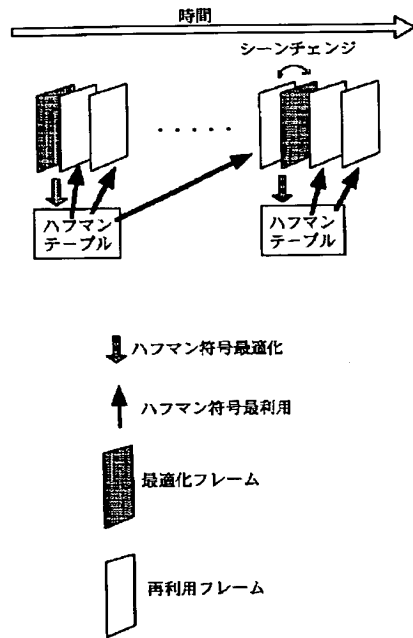 時間
シーンチェンジ
・・・・・
ハフマン
テーブル
ハフマン
テーブル
ハフマン符号最適化
ハフマン符号最利用
最適化フレーム
再利用フレーム